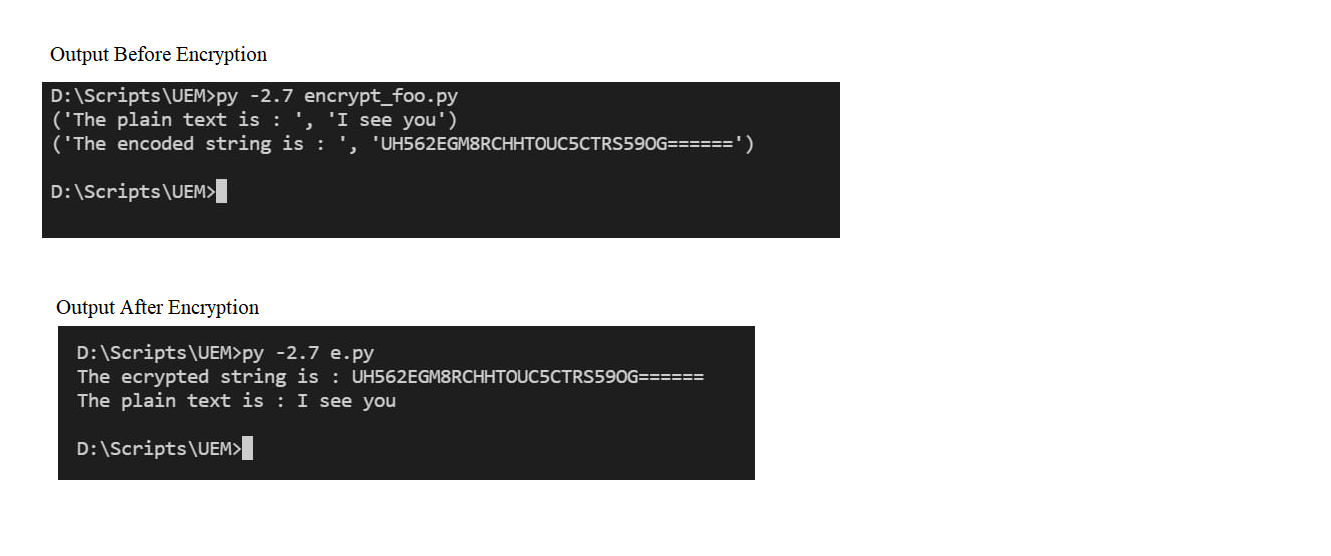 Output Before Encryption
D:\Scripts\UEM>py -2.7 encrypt_foo.py
('The plain text is : ', 'I see you')
('The encoded string is : ', 'UH562EGM8RCHHTOUC5CTRS59OG======')
D:\Scripts\UEM>
Output After Encryption
D:\Scripts\UEM>py -2.7 e.py
The ecrypted string is : UH562EGM8RCHHTOUC5CTRS59OG======
The plain text is : I see you
D:\Scripts\UEM>